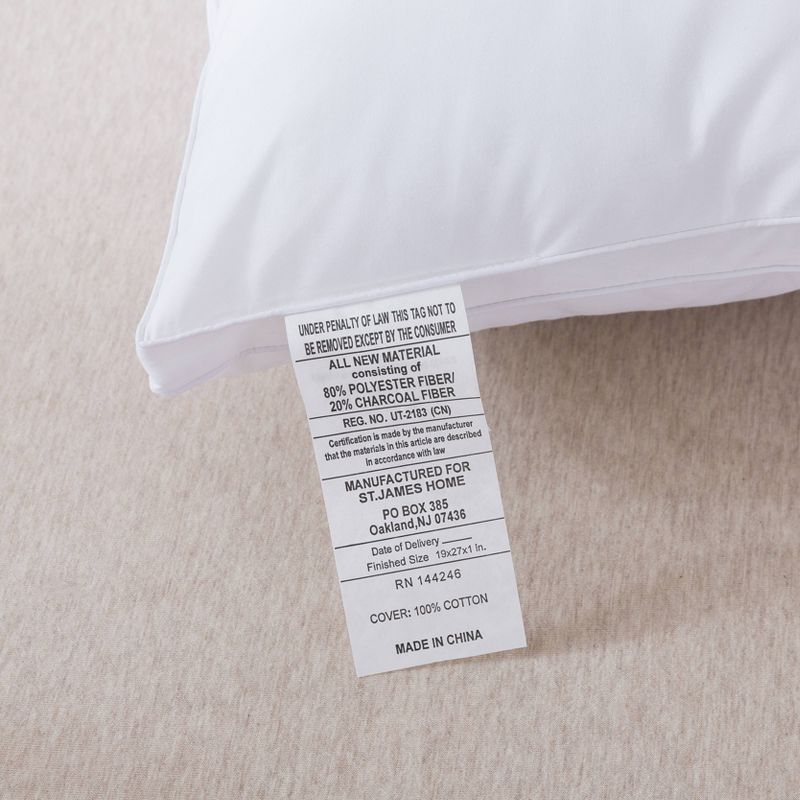 UNDER PENALTY OF LAW THIS TAG NOT TO
BE REMOVED EXCEPT BY THE CONSUMER
ALL NEW MATERIAL
consisting of
80% POLYESTER FIBER/
20% CHARCOAL FIBER
REG. NO. UT-2183 (CN)
Certification is made by the manufacturer
that the materials in this article are described
in accordance with law
MANUFACTURED FOR
ST.JAMES HOME
PO BOX 385
Oakland,NJ 07436
Date of Delivery ____
Finished Size 19x27x1 In.
RN 144246
COVER: 100% COTTON
MADE IN CHINA